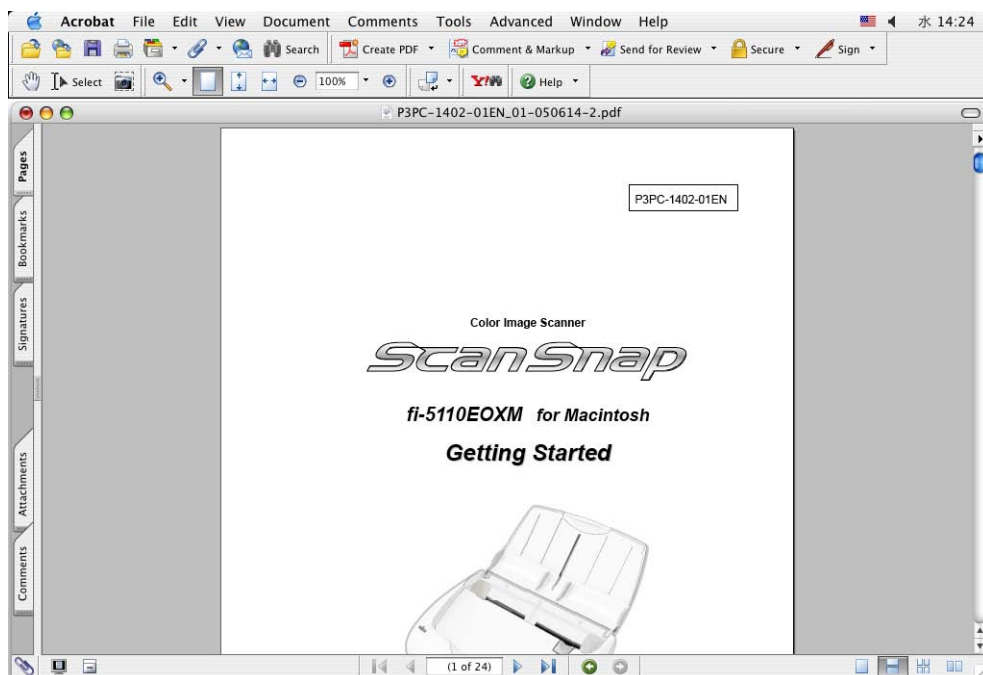 Acrobat File Edit View Document Comments Tools Advanced Window Help 水 14:24
Search Create PDF Comment & Markup Send for Review Secure Sign
Select 100% Y! Help
P3PC-1402-01EN_01-050614-2.pdf
Pages
Bookmarks
Signatures
Attachments
Comments
P3PC-1402-01EN
Color Image Scanner
ScanSnap
fi-5110EOXM for Macintosh
Getting Started
(1 of 24)